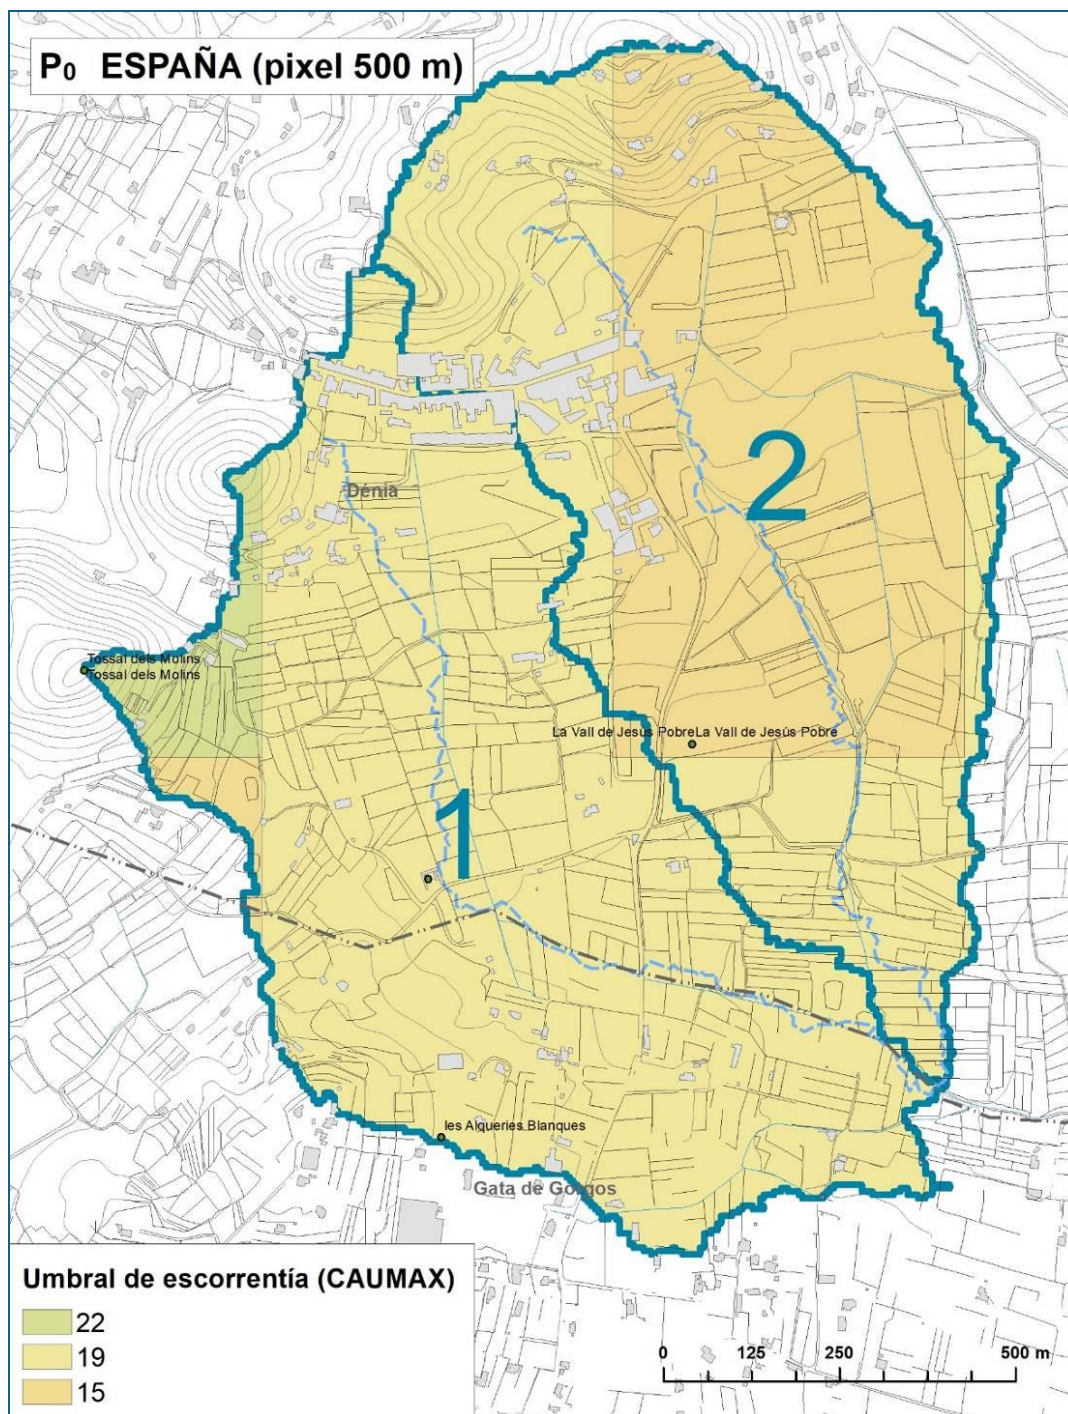 P0 ESPAÑA (pixel 500 m)
2
Dénia
Tossal dels Molins
Tossal dels Molins
La Vall de Jesús Pobre La Vall de Jesús Pobre
1
les Alqueries Blanques
Gata de Gorgos
Umbral de escorrentía (CAUMAX)
22
19
15
0 125 250 500 m